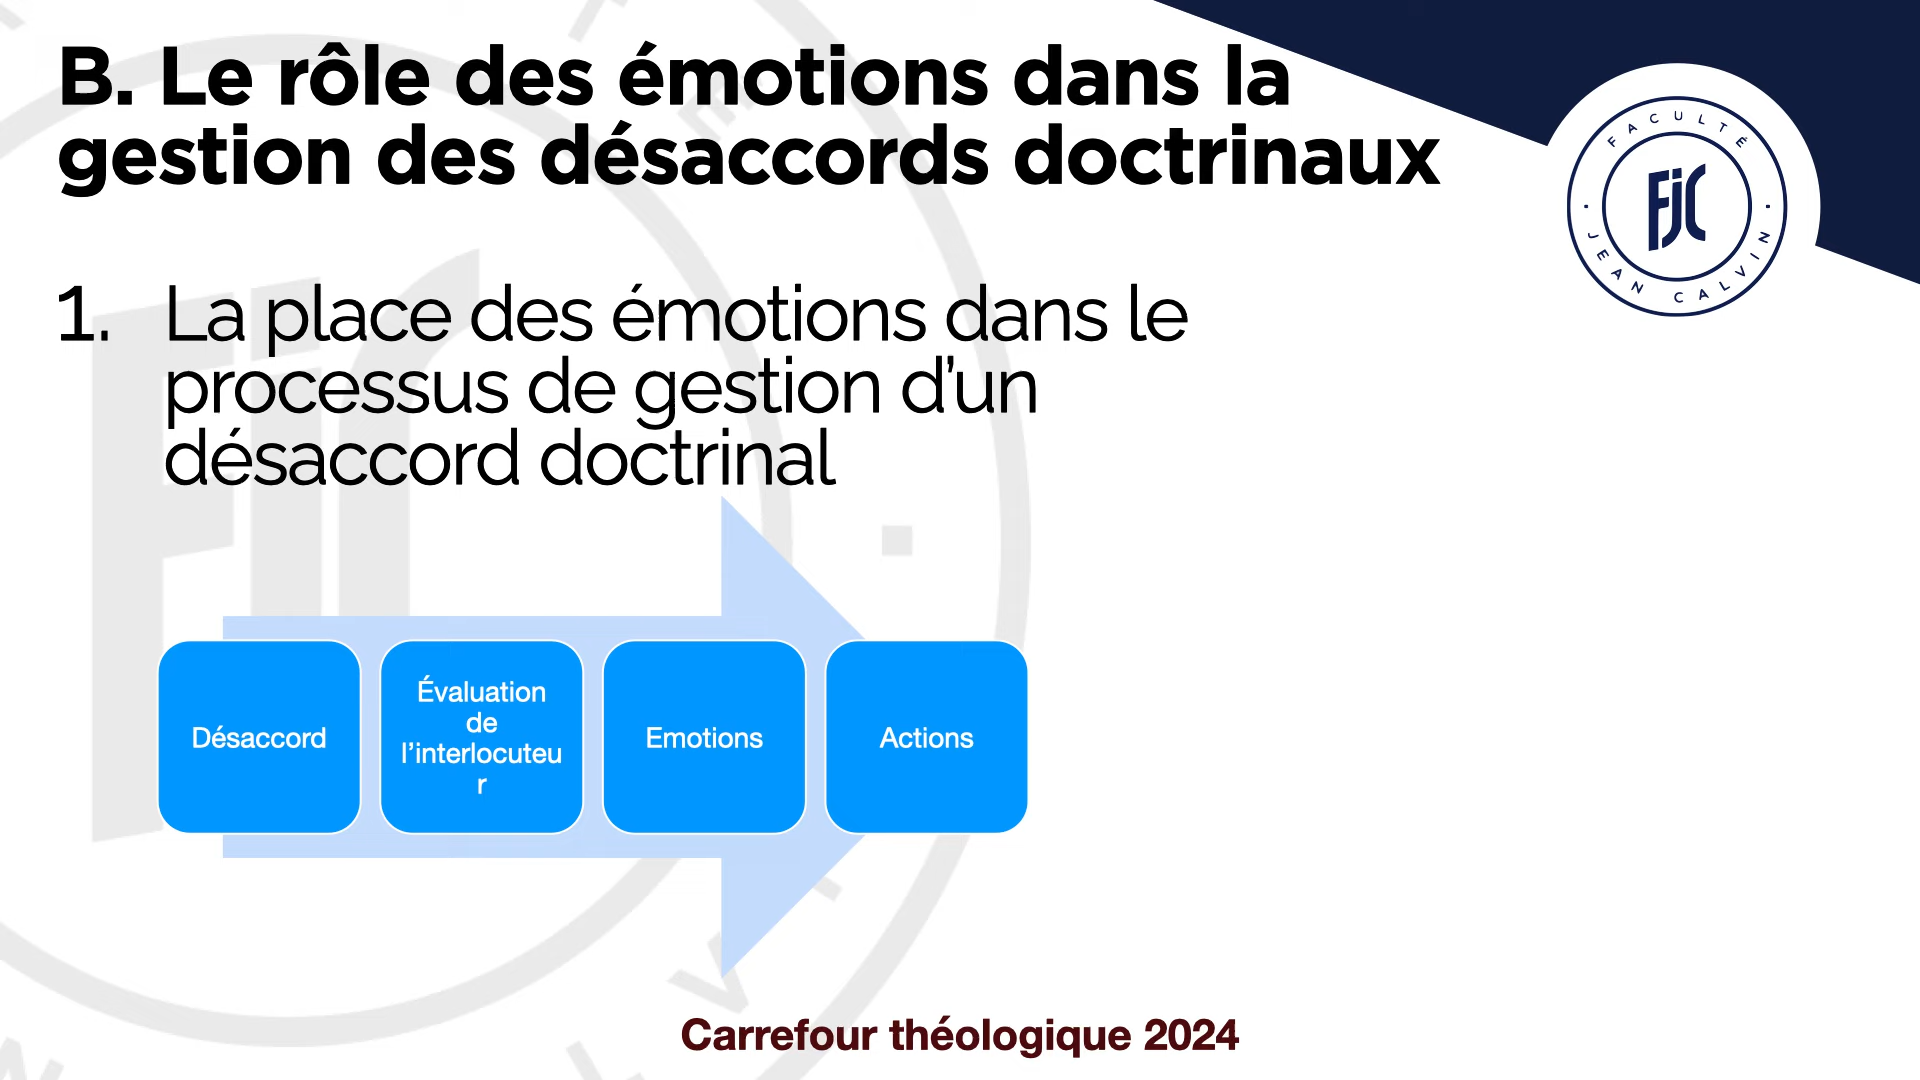 B. Le rôle des émotions dans la
gestion des désaccords doctrinaux
FACULTÉ
FJC
· JEAN CALVIN ·
1. La place des émotions dans le
processus de gestion d’un
désaccord doctrinal
Désaccord
Évaluation
de
l’interlocuteu
r
Emotions
Actions
Carrefour théologique 2024